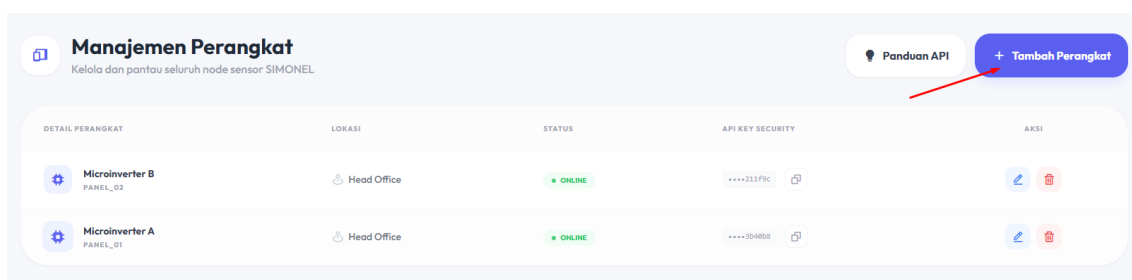 Manajemen Perangkat
Kelola dan pantau seluruh node sensor SIMONEL
Panduan API
+ Tambah Perangkat
DETAIL PERANGKAT LOKASI STATUS API KEY SECURITY AKSI
Microinverter B
PANEL_02
Head Office
• ONLINE
••••211f9c
Microinverter A
PANEL_01
Head Office
• ONLINE
••••3b40b8